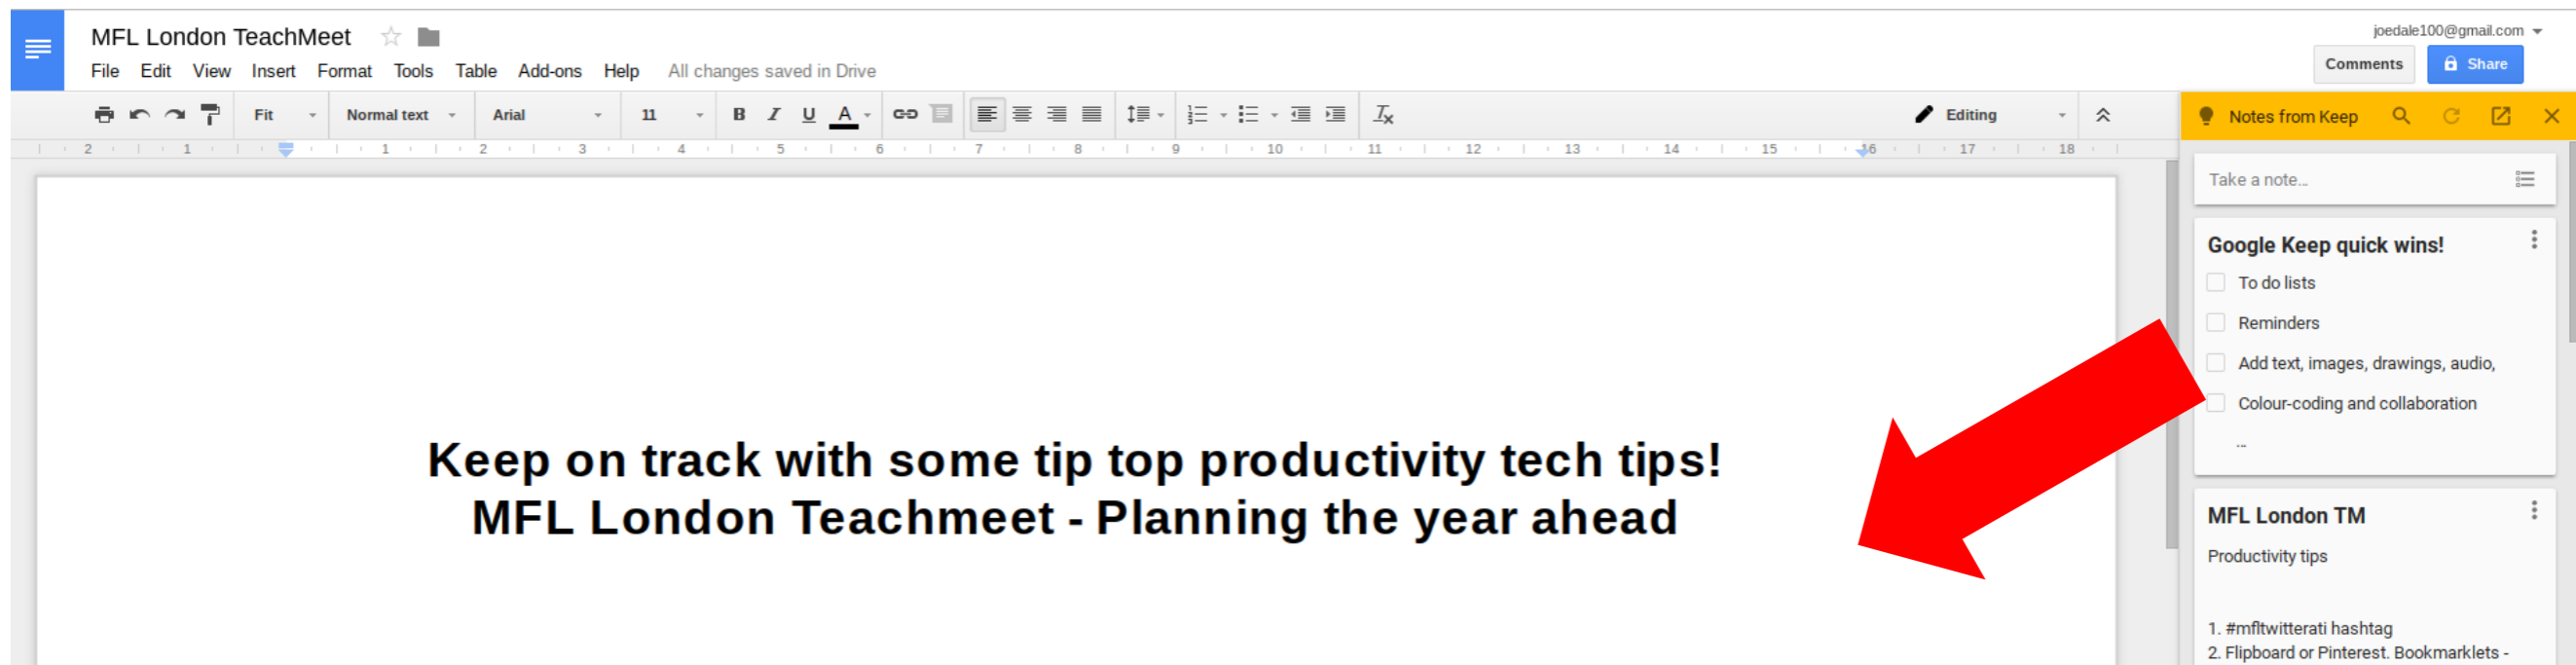 MFL London TeachMeet
joedale100@gmail.com
File Edit View Insert Format Tools Table Add-ons Help All changes saved in Drive
Comments Share
Fit Normal text Arial 11 B I U A Editing
Notes from Keep
2 1 1 2 3 4 5 6 7 8 9 10 11 12 13 14 15 16 17 18
Take a note...
Google Keep quick wins!
To do lists
Reminders
Add text, images, drawings, audio,
Colour-coding and collaboration
...
Keep on track with some tip top productivity tech tips!
MFL London Teachmeet - Planning the year ahead
MFL London TM
Productivity tips
1. #mfltwitterati hashtag
2. Flipboard or Pinterest. Bookmarklets -